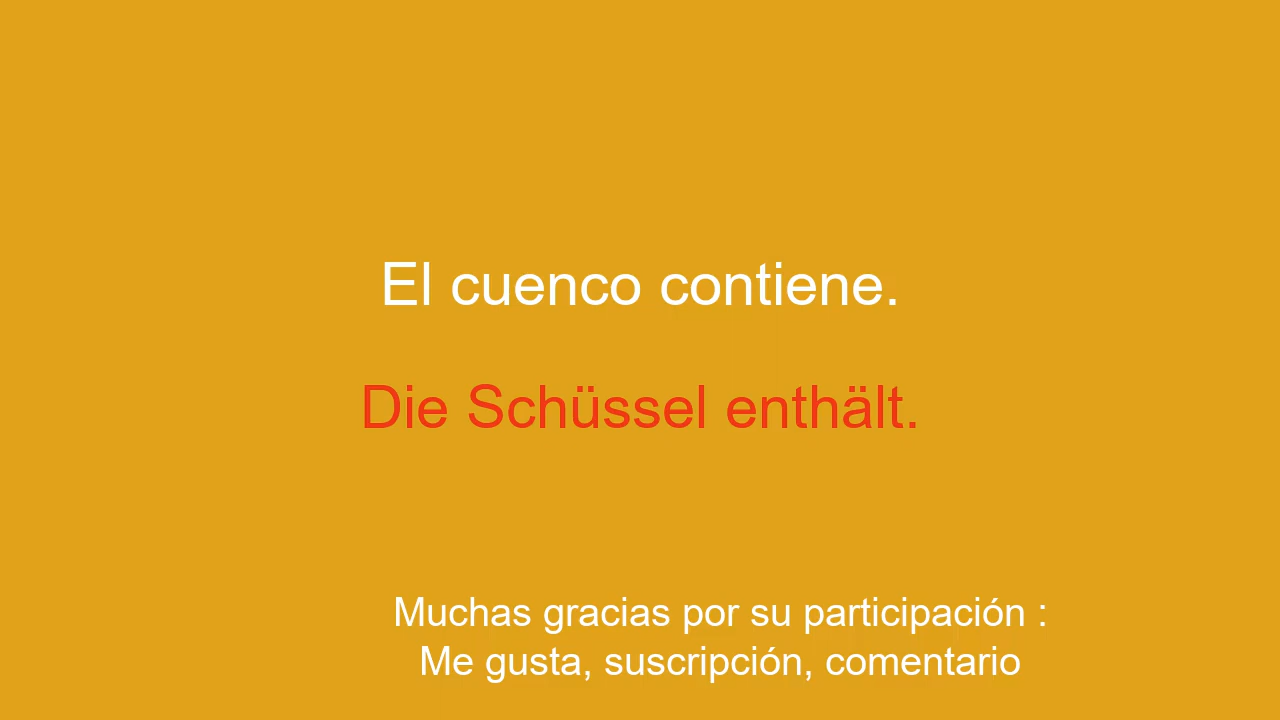 El cuenco contiene.
Die Schüssel enthält.
Muchas gracias por su participación :
Me gusta, suscripción, comentario